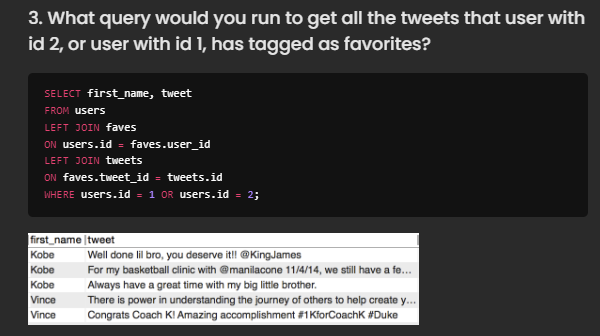 3. What query would you run to get all the tweets that user with
id 2, or user with id 1, has tagged as favorites?
SELECT first_name, tweet
FROM users
LEFT JOIN faves
ON users.id = faves.user_id
LEFT JOIN tweets
ON faves.tweet_id = tweets.id
WHERE users.id = 1 OR users.id = 2;
first_name tweet
Kobe Well done lil bro, you deserve it!! @KingJames
Kobe For my basketball clinic with @manilacone 11/4/14, we still have a fe...
Kobe Always have a great time with my big little brother.
Vince There is power in understanding the journey of others to help create y...
Vince Congrats Coach K! Amazing accomplishment #1KforCoachK #Duke